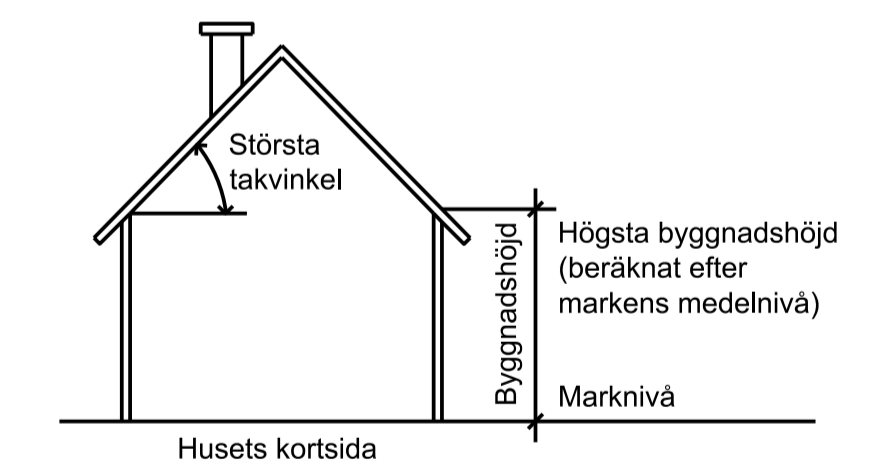 Största
takvinkel
Byggnadshöjd
Högsta byggnadshöjd
(beräknat efter
markens medelnivå)
Marknivå
Husets kortsida